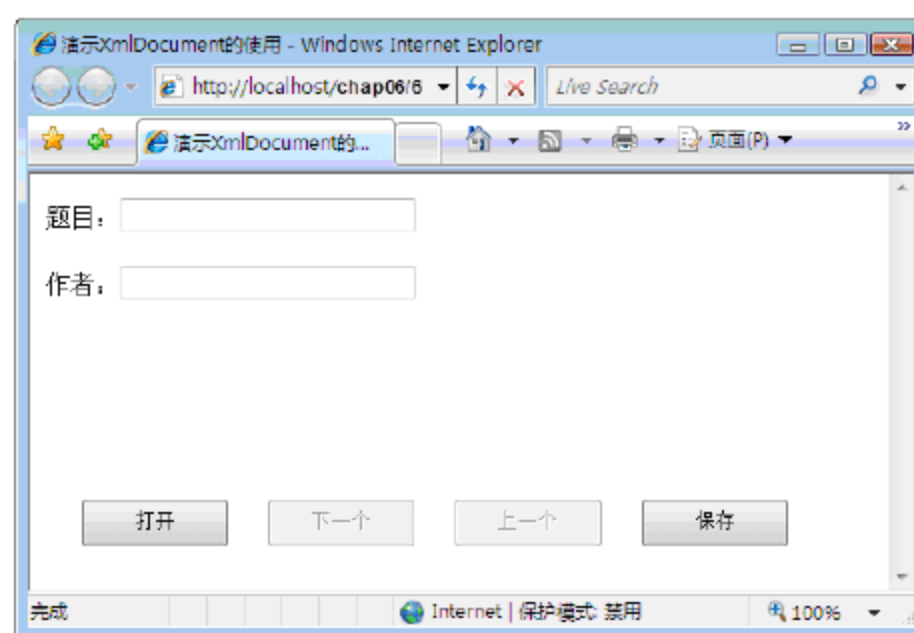 演示XmlDocument的使用 - Windows Internet Explorer
http://localhost/chap06/6
Live Search
演示XmlDocument的...
页面(P)
»
题目：
作者：
打开 下一个 上一个 保存
完成
Internet | 保护模式: 禁用
100%